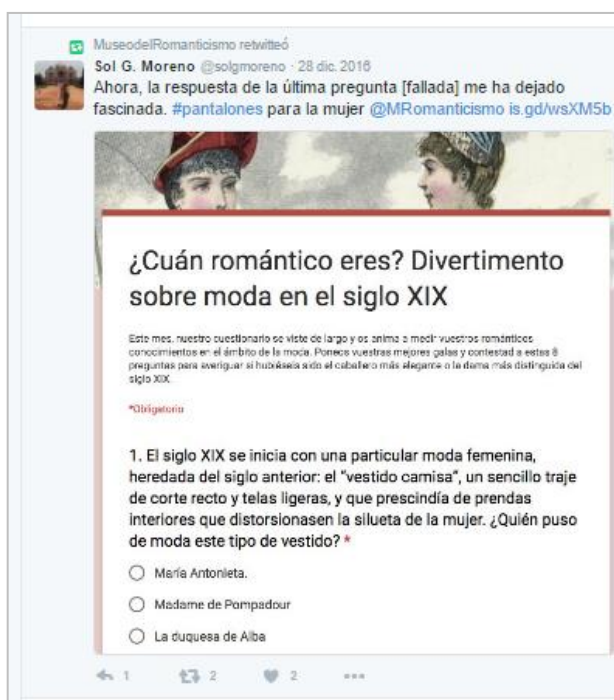 MuseodelRomanticismo retwitteó
Sol G. Moreno @solgmoreno · 28 dic. 2016
Ahora, la respuesta de la última pregunta [fallada] me ha dejado
fascinada. #pantalones para la mujer @MRomanticismo is.gd/wsXM5b
¿Cuán romántico eres? Divertimento
sobre moda en el siglo XIX
Este mes, nuestro cuestionario se viste de largo y os anima a medir vuestros románticos
conocimientos en el ámbito de la moda. Poneos vuestras mejores galas y contestad a estas 8
preguntas para averiguar si hubieseis sido el caballero más elegante o la dama más distinguida del
siglo XIX.
*Obligatorio
1. El siglo XIX se inicia con una particular moda femenina,
heredada del siglo anterior: el "vestido camisa", un sencillo traje
de corte recto y telas ligeras, y que prescindía de prendas
interiores que distorsionasen la silueta de la mujer. ¿Quién puso
de moda este tipo de vestido? *
María Antonieta.
Madame de Pompadour
La duquesa de Alba
1 2 2